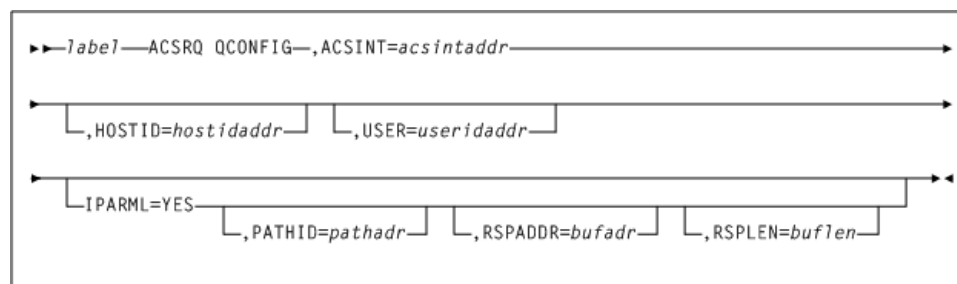 label ACSRQ QCONFIG ,ACSINT=acsintaddr
,HOSTID=hostidaddr ,USER=useridaddr
IPARML=YES
,PATHID=pathadr ,RSPADDR=bufadr ,RSPLEN=buflen